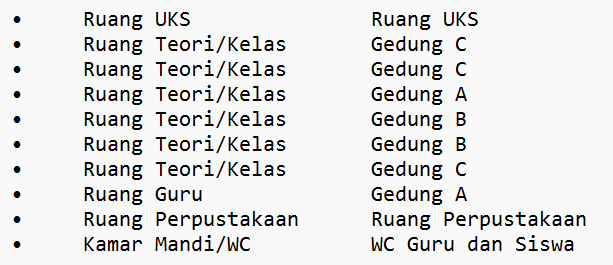 • Ruang UKS Ruang UKS
• Ruang Teori/Kelas Gedung C
• Ruang Teori/Kelas Gedung C
• Ruang Teori/Kelas Gedung A
• Ruang Teori/Kelas Gedung B
• Ruang Teori/Kelas Gedung B
• Ruang Teori/Kelas Gedung C
• Ruang Guru Gedung A
• Ruang Perpustakaan Ruang Perpustakaan
• Kamar Mandi/WC WC Guru dan Siswa